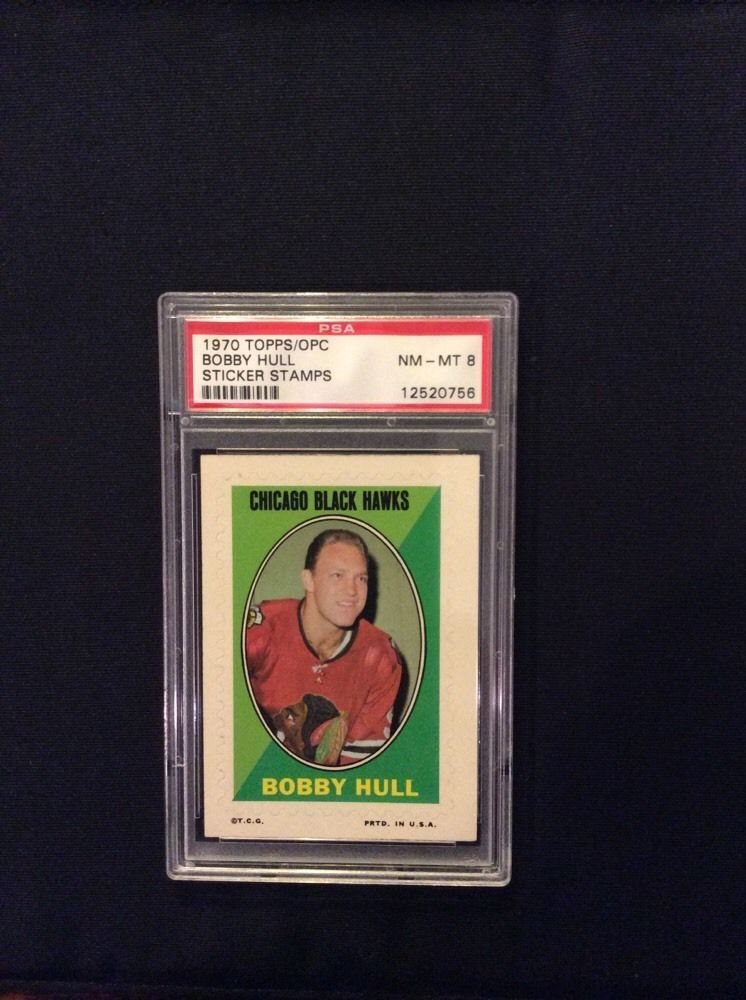 PSA
1970 TOPPS/OPC
BOBBY HULL NM - MT 8
STICKER STAMPS
12520756
CHICAGO BLACK HAWKS
BOBBY HULL
©T.C.G. PRTD. IN U.S.A.